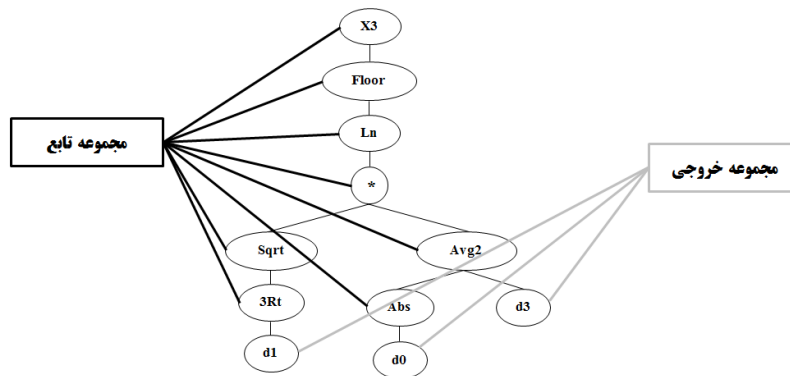 X3
Floor
Ln
مجموعه تابع
مجموعه خروجی
*
Sqrt
Avg2
3Rt
Abs
d3
d1
d0